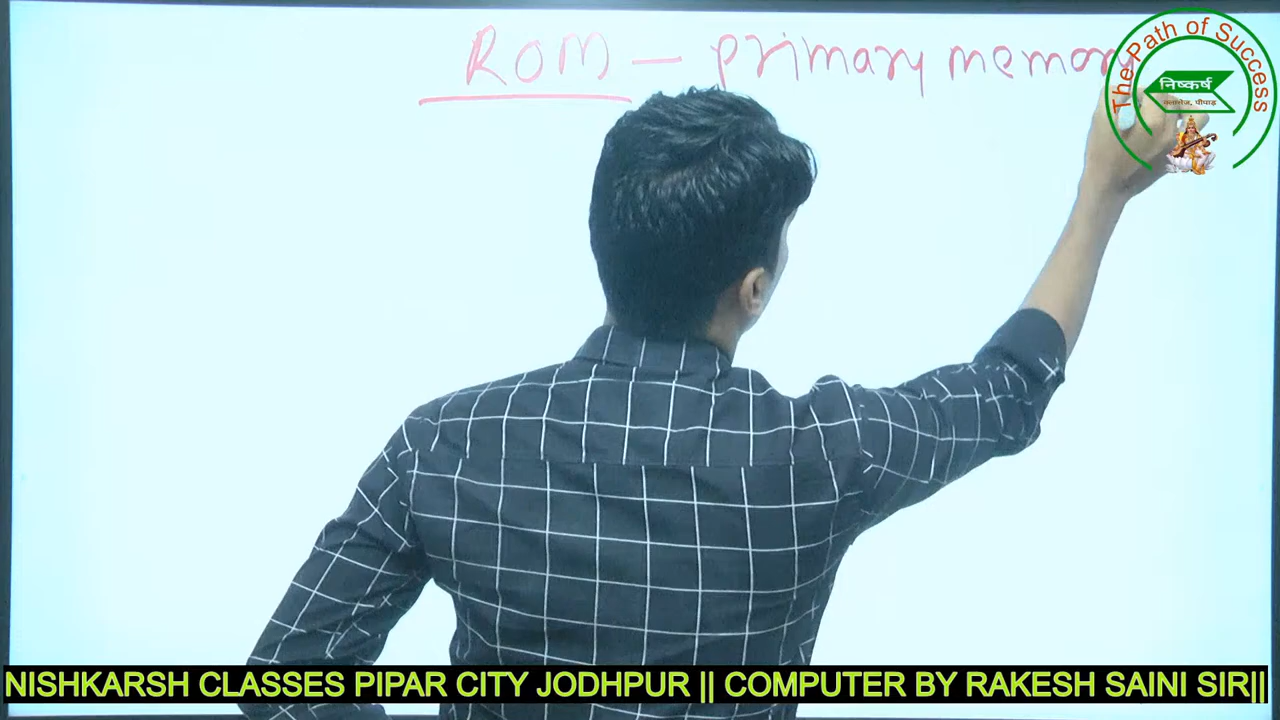 ROM — primary memory
The Path of Success
निष्कर्ष
क्लासेज, पीपाड़
NISHKARSH CLASSES PIPAR CITY JODHPUR || COMPUTER BY RAKESH SAINI SIR||